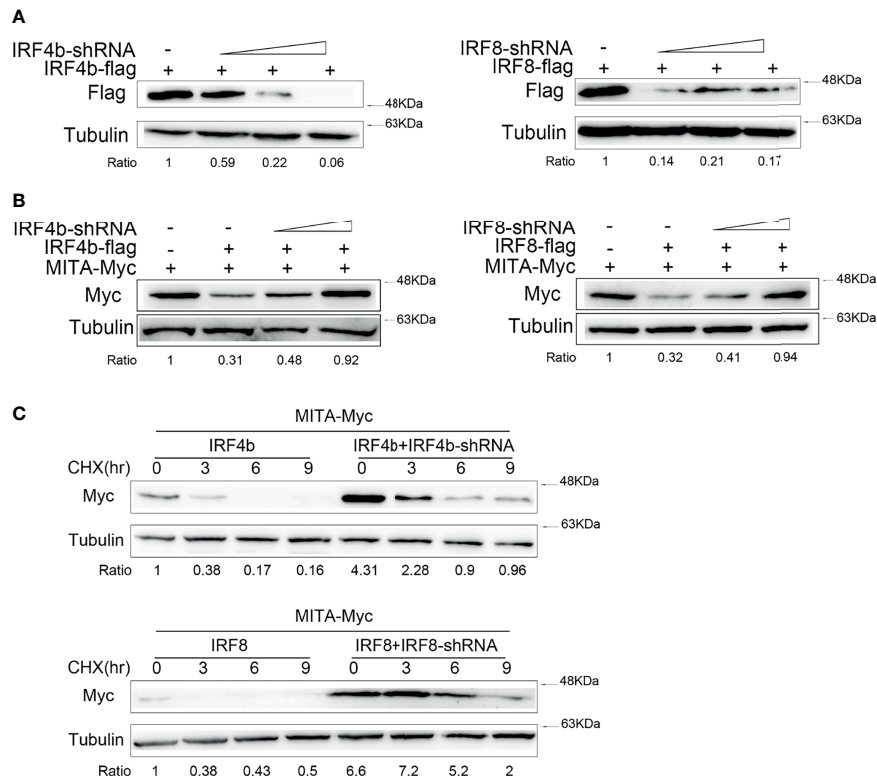 A
IRF4b-shRNA -
IRF4b-flag + + + +
Flag
48KDa
Tubulin
63KDa
Ratio 1 0.59 0.22 0.06
IRF8-shRNA -
IRF8-flag + + + +
Flag
48KDa
Tubulin
63KDa
Ratio 1 0.14 0.21 0.17
B
IRF4b-shRNA - -
IRF4b-flag - + + +
MITA-Myc + + + +
Myc
48KDa
Tubulin
63KDa
Ratio 1 0.31 0.48 0.92
IRF8-shRNA - -
IRF8-flag - + + +
MITA-Myc + + + +
Myc
48KDa
Tubulin
63KDa
Ratio 1 0.32 0.41 0.94
C
MITA-Myc
IRF4b IRF4b+IRF4b-shRNA
CHX(hr) 0 3 6 9 0 3 6 9
Myc
48KDa
Tubulin
63KDa
Ratio 1 0.38 0.17 0.16 4.31 2.28 0.9 0.96
MITA-Myc
IRF8 IRF8+IRF8-shRNA
CHX(hr) 0 3 6 9 0 3 6 9
Myc
48KDa
Tubulin
63KDa
Ratio 1 0.38 0.43 0.5 6.6 7.2 5.2 2